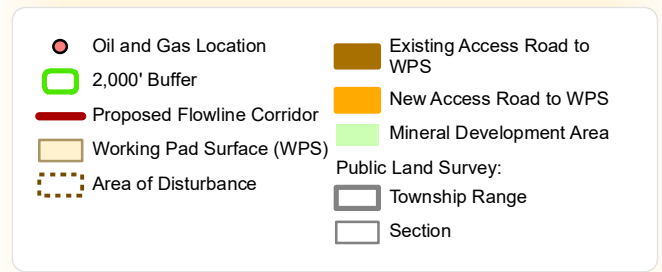 Oil and Gas Location
2,000' Buffer
Proposed Flowline Corridor
Working Pad Surface (WPS)
Area of Disturbance
Existing Access Road to
WPS
New Access Road to WPS
Mineral Development Area
Public Land Survey:
Township Range
Section